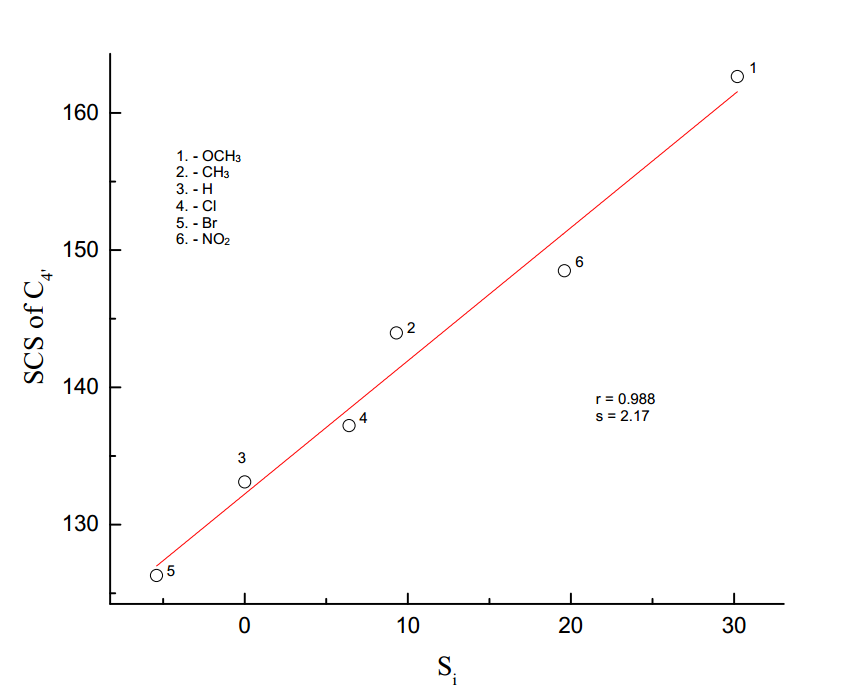 1
160
1. - OCH₃
2. - CH₃
3. - H
4. - Cl
5. - Br
6. - NO₂
150
6
2
SCS of C₄'
140
r = 0.988
s = 2.17
4
3
130
5
0
10
20
30
Sᵢ